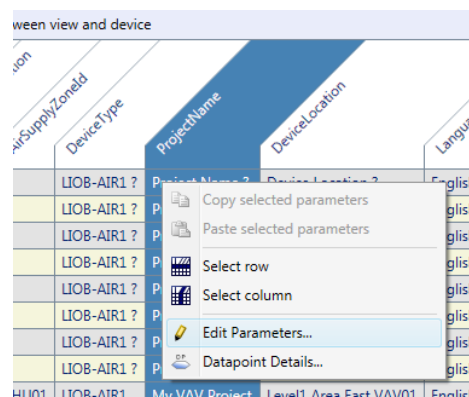 ween view and device
AirSupplyZoneId
DeviceType
ProjectName
DeviceLocation
LIOB-AIR1 ?
LIOB-AIR1 ?
LIOB-AIR1 ?
LIOB-AIR1 ?
LIOB-AIR1 ?
LIOB-AIR1 ?
LIOB-AIR1 ?
Project Name ? Device Location ? English
Copy selected parameters
Paste selected parameters
Select row
Select column
Edit Parameters...
Datapoint Details...
HU01 LIOB-AIR1 My VAV Project Level1 Area East VAV01 English